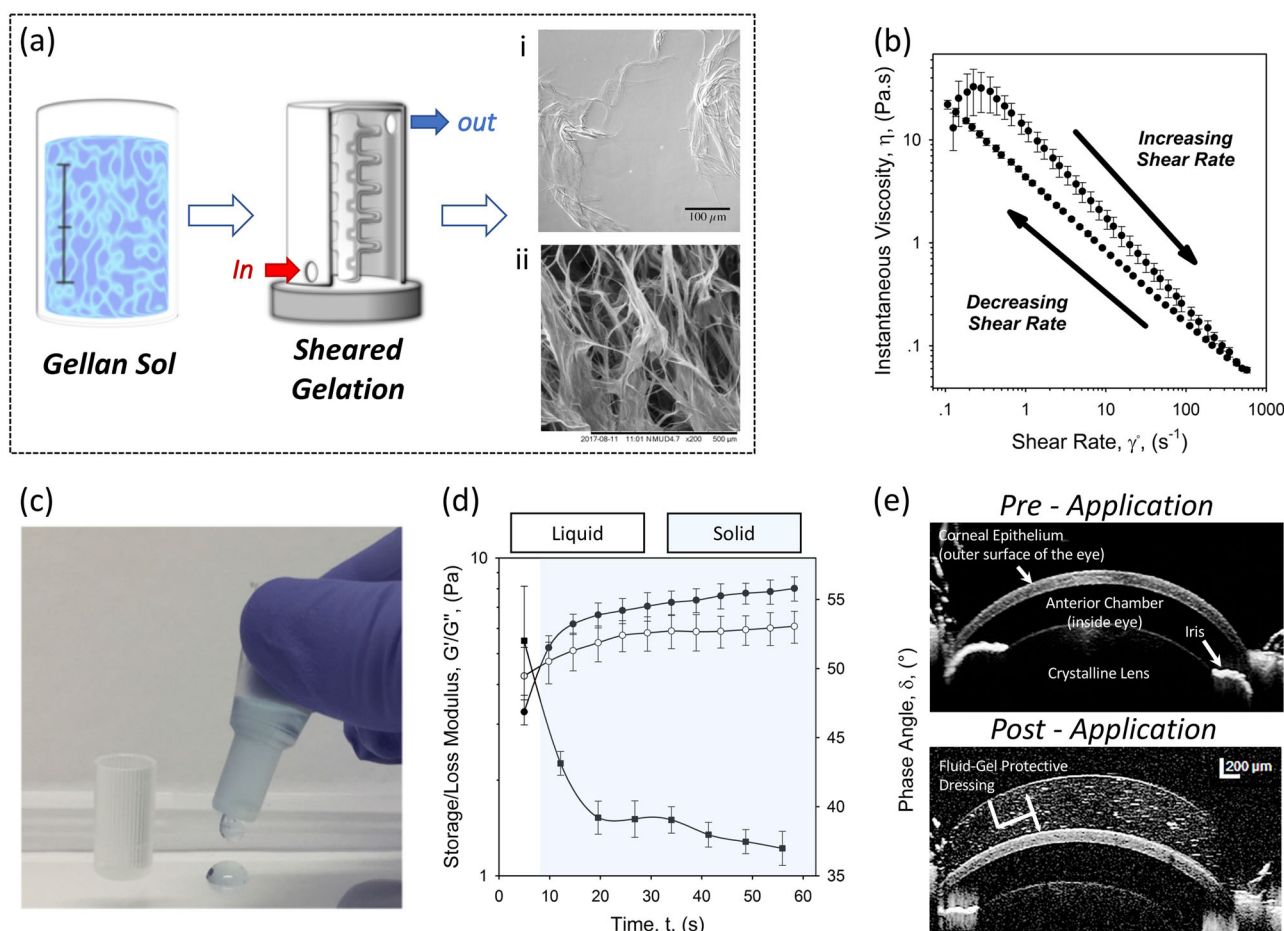 (a)
Gellan Sol
In
out
Sheared
Gelation
i
100 μm
ii
2017-08-11 11:01 NMUD4.7 x200 500 μm
(b)
Instantaneous Viscosity, η, (Pa.s)
10
1
.1
Increasing
Shear Rate
Decreasing
Shear Rate
.1 1 10 100 1000
Shear Rate, γ°, (s⁻¹)
(c)
(d)
Liquid
Solid
Storage/Loss Modulus, G'/G'', (Pa)
10
1
55
50
45
40
35
Phase Angle, δ, (°)
0 10 20 30 40 50 60
Time, t, (s)
(e)
Pre - Application
Corneal Epithelium
(outer surface of the eye)
Anterior Chamber
(inside eye)
Iris
Crystalline Lens
Post - Application
Fluid-Gel Protective
Dressing
200 μm